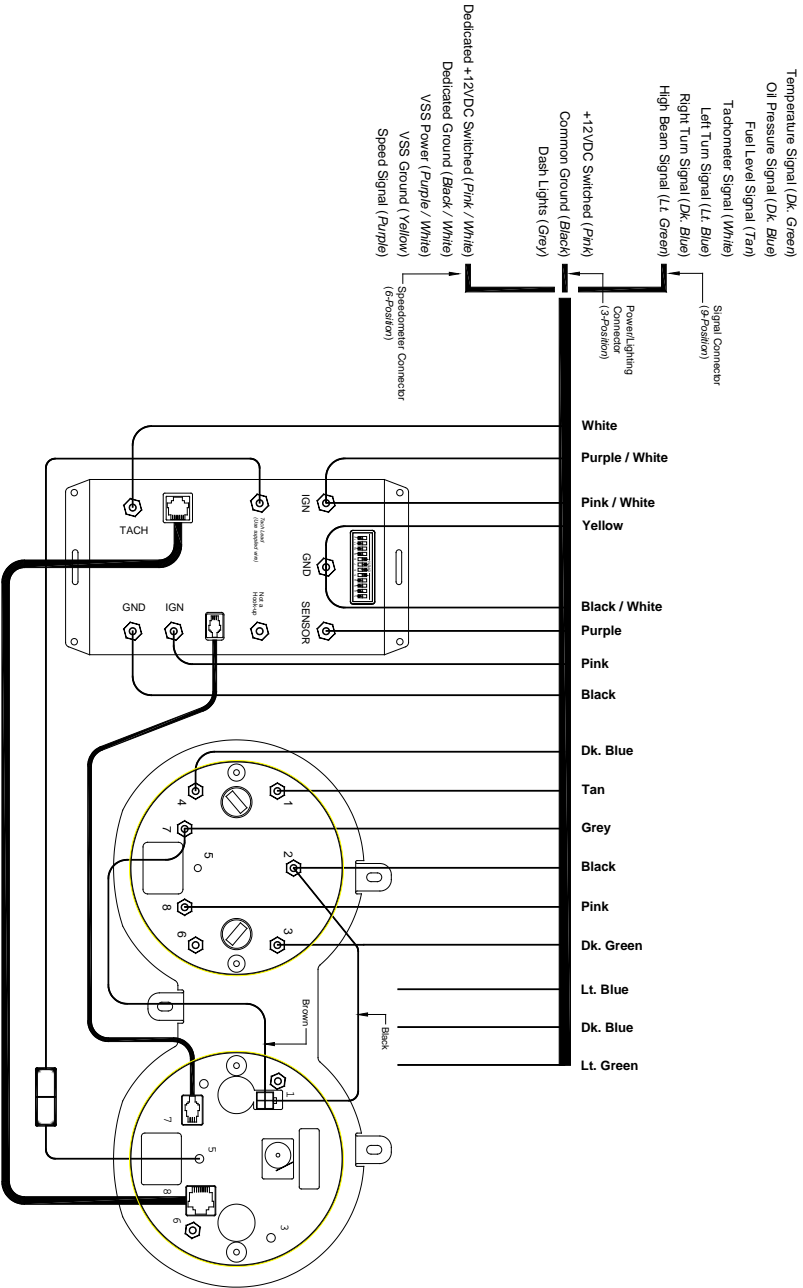 Temperature Signal (Dk. Green)
Oil Pressure Signal (Dk. Blue)
Fuel Level Signal (Tan)
Tachometer Signal (White)
Left Turn Signal (Lt. Blue)
Right Turn Signal (Dk. Blue)
High Beam Signal (Lt. Green)
Signal Connector
(9-Position)
+12VDC Switched (Pink)
Common Ground (Black)
Dash Lights (Grey)
Power/Lighting
Connector
(3-Position)
Dedicated +12VDC Switched (Pink / White)
Dedicated Ground (Black / White)
VSS Power (Purple / White)
VSS Ground (Yellow)
Speed Signal (Purple)
Speedometer Connector
(6-Position)
White
Purple / White
Pink / White
Yellow
Black / White
Purple
Pink
Black
Dk. Blue
Tan
Grey
Black
Pink
Dk. Green
Lt. Blue
Dk. Blue
Lt. Green
IGN
GND
SENSOR
Tach Lead
(Use supplied wire)
Not a
Hook-up
TACH
GND
IGN
1
4
7
5
2
8
6
3
Black
Brown
1
7
5
8
6
3